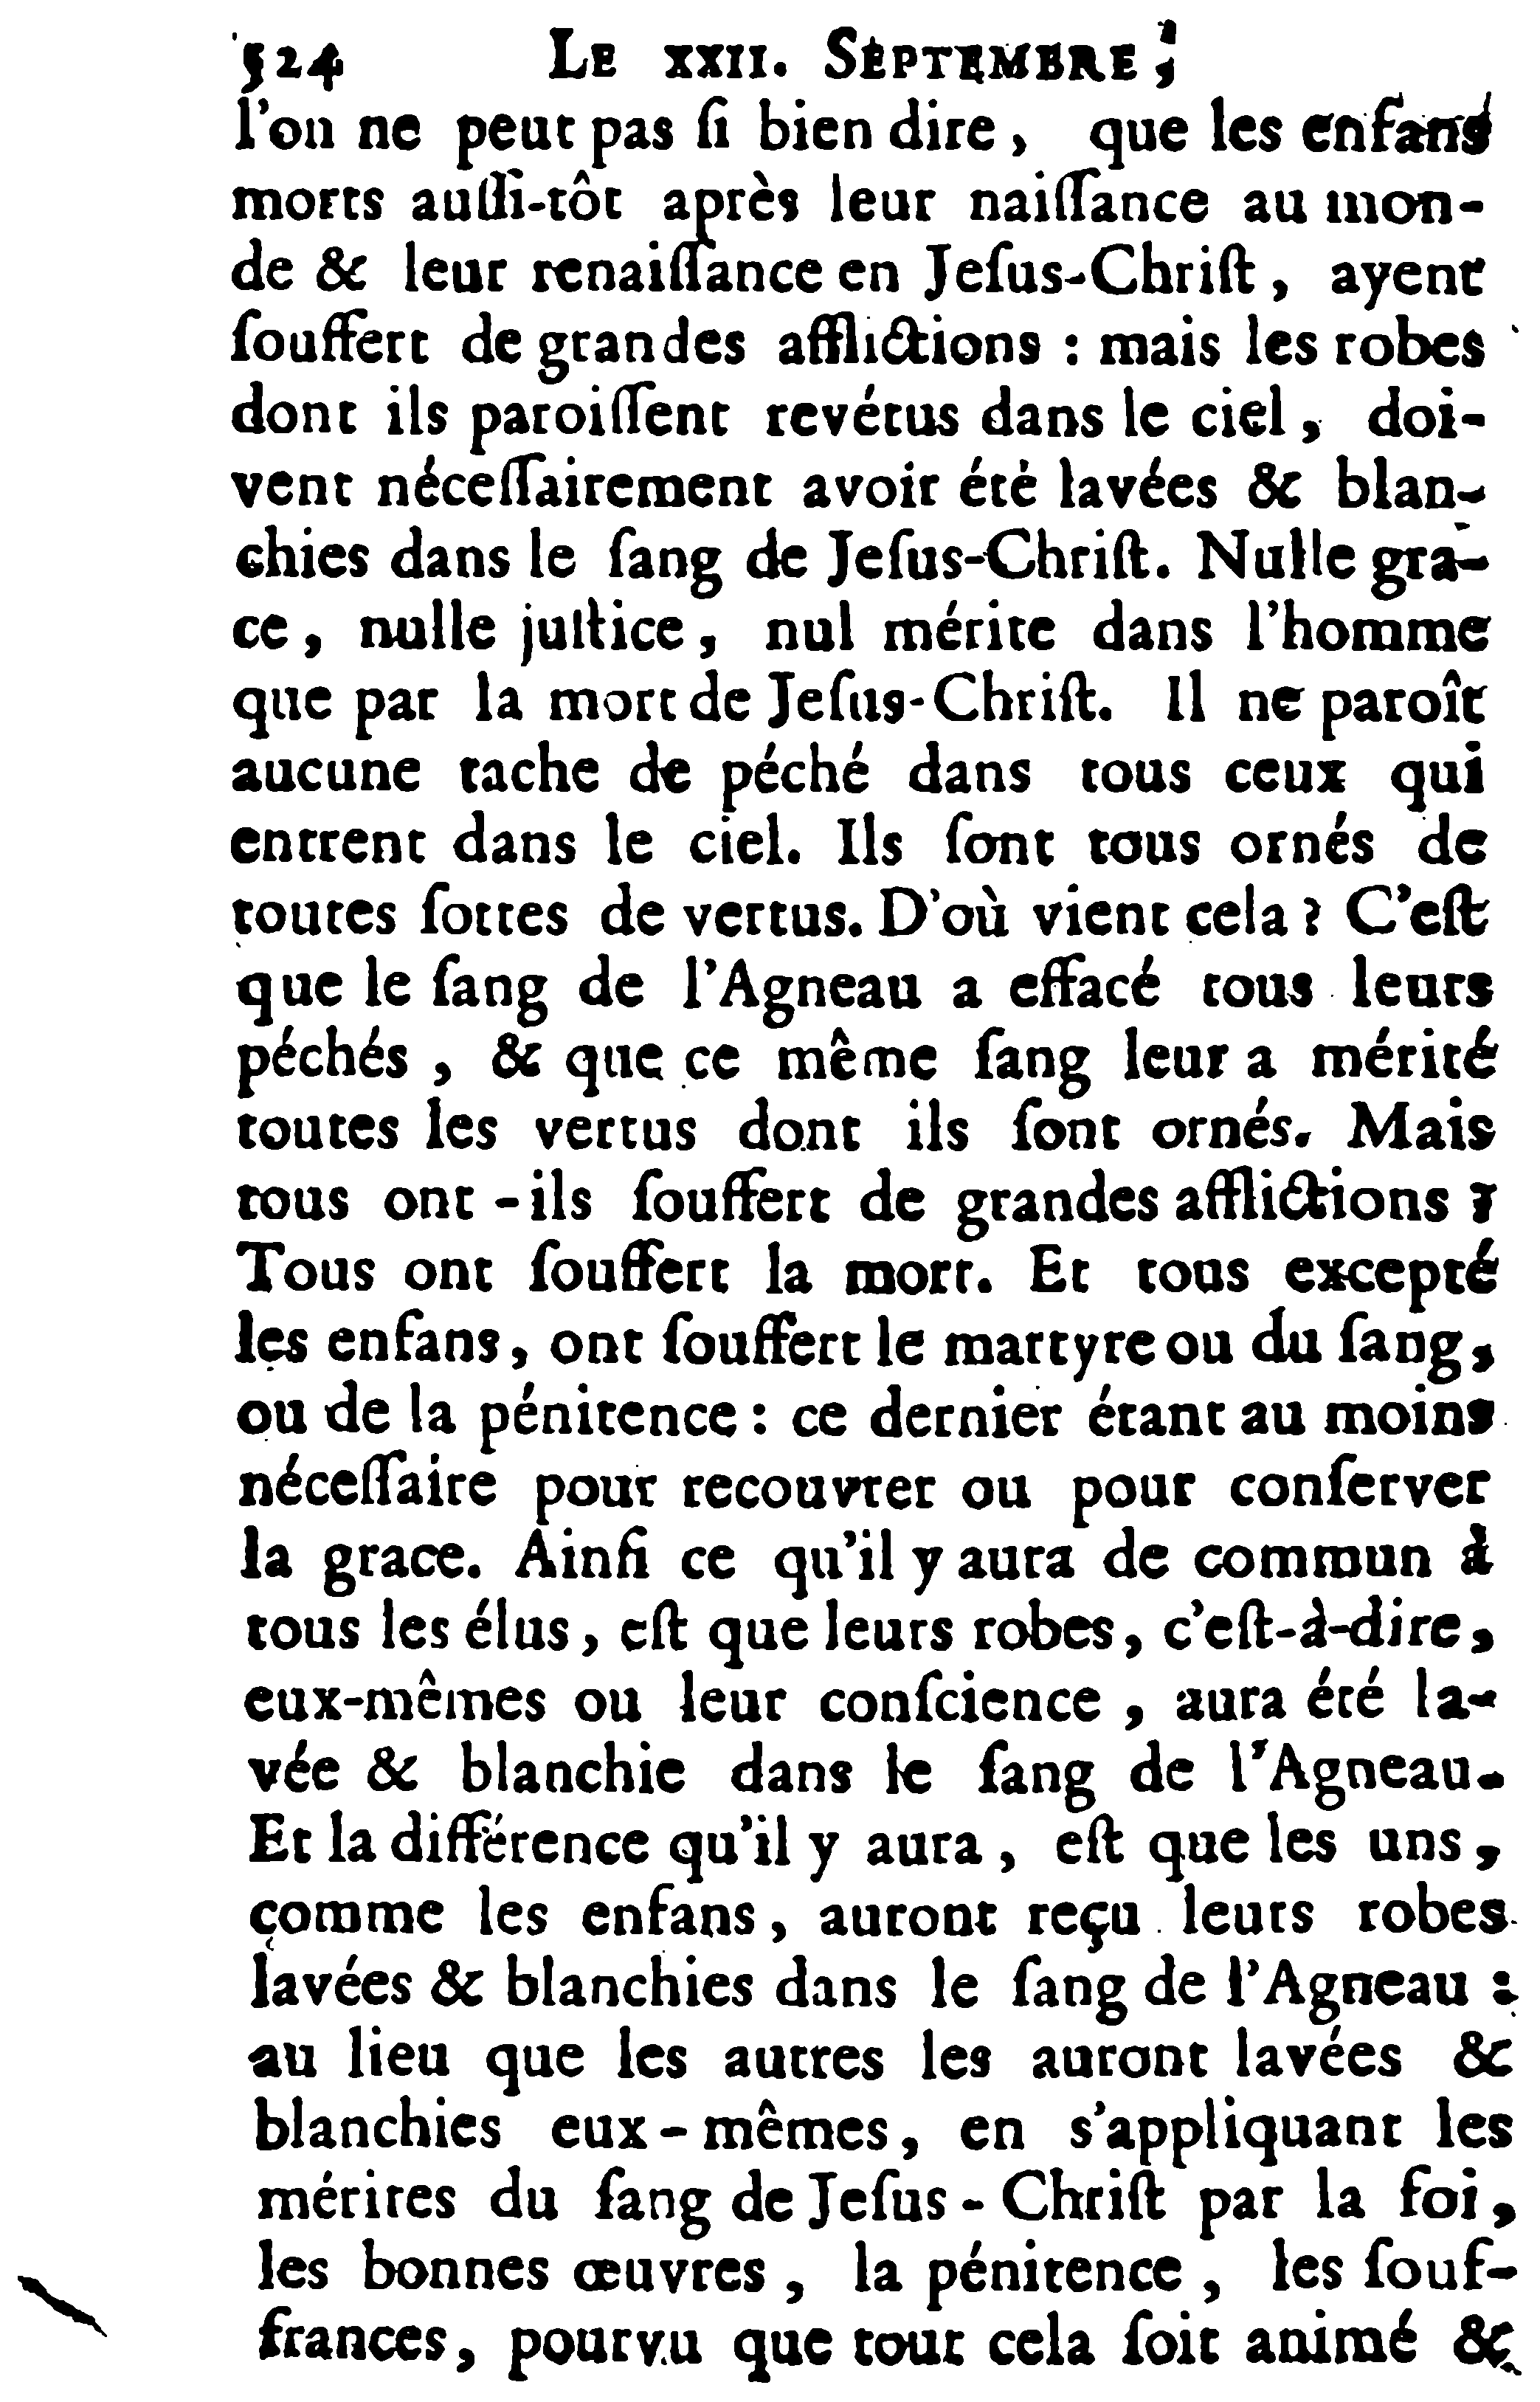 524 LE XXII. SEPTEMBRE,
l'on ne peut pas ſi bien dire, que les enfans
morts auſſi-tôt après leur naiſſance au mon-
de & leur renaiſſance en Jeſus-Chriſt, ayent
ſouffert de grandes afflictions : mais les robes
dont ils paroiſſent revétus dans le ciel, doi-
vent néceſſairement avoir été lavées & blan-
chies dans le ſang de Jeſus-Chriſt. Nulle gra-
ce, nulle juſtice, nul mérite dans l'homme
que par la mort de Jeſus-Chriſt. Il ne paroît
aucune tache de péché dans tous ceux qui
entrent dans le ciel. Ils ſont tous ornés de
toutes ſortes de vertus. D'où vient cela ? C'eſt
que le ſang de l'Agneau a effacé tous leurs
péchés, & que ce même ſang leur a mérité
toutes les vertus dont ils ſont ornés. Mais
tous ont-ils ſouffert de grandes afflictions ?
Tous ont ſouffert la mort. Et tous excepté
les enfans, ont ſouffert le martyre ou du ſang,
ou de la pénitence : ce dernier étant au moins
néceſſaire pour recouvrer ou pour conſerver
la grace. Ainſi ce qu'il y aura de commun à
tous les élus, eſt que leurs robes, c'eſt-à-dire,
eux-mêmes ou leur conſcience, aura été la-
vée & blanchie dans le ſang de l'Agneau.
Et la différence qu'il y aura, eſt que les uns,
comme les enfans, auront reçu leurs robes
lavées & blanchies dans le ſang de l'Agneau :
au lieu que les autres les auront lavées &
blanchies eux-mêmes, en s'appliquant les
mérites du ſang de Jeſus-Chriſt par la foi,
les bonnes œuvres, la pénitence, les ſouf-
frances, pourvu que tout cela ſoit animé &